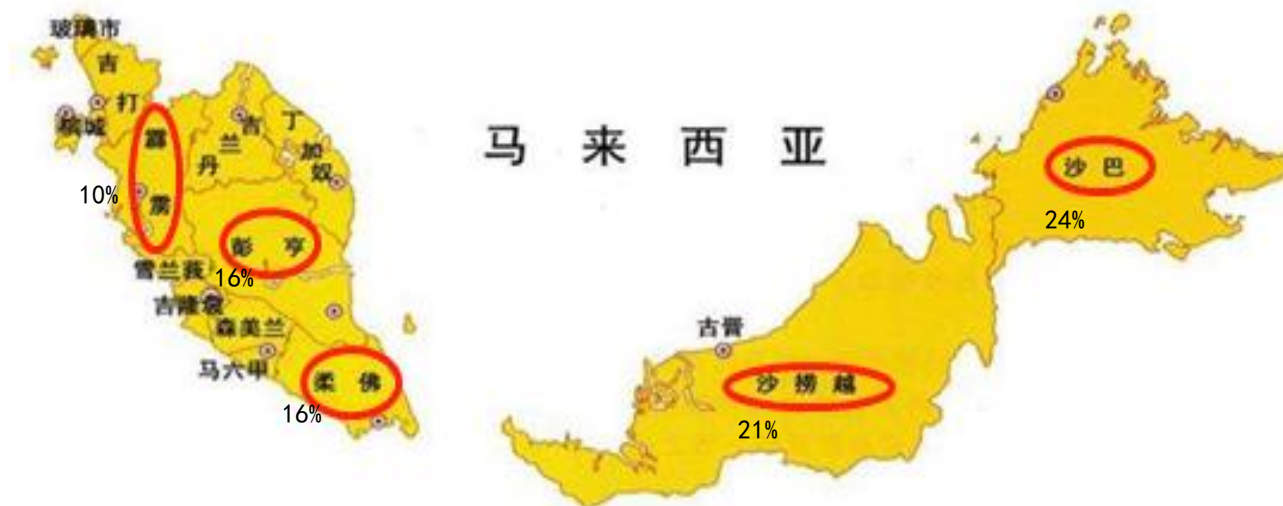 玻璃市
吉打
槟城
霹雳
10%
吉兰丹
丁加奴
彭亨
16%
雪兰莪
吉隆坡
森美兰
马六甲
柔佛
16%
马来西亚
沙巴
24%
古晋
沙捞越
21%